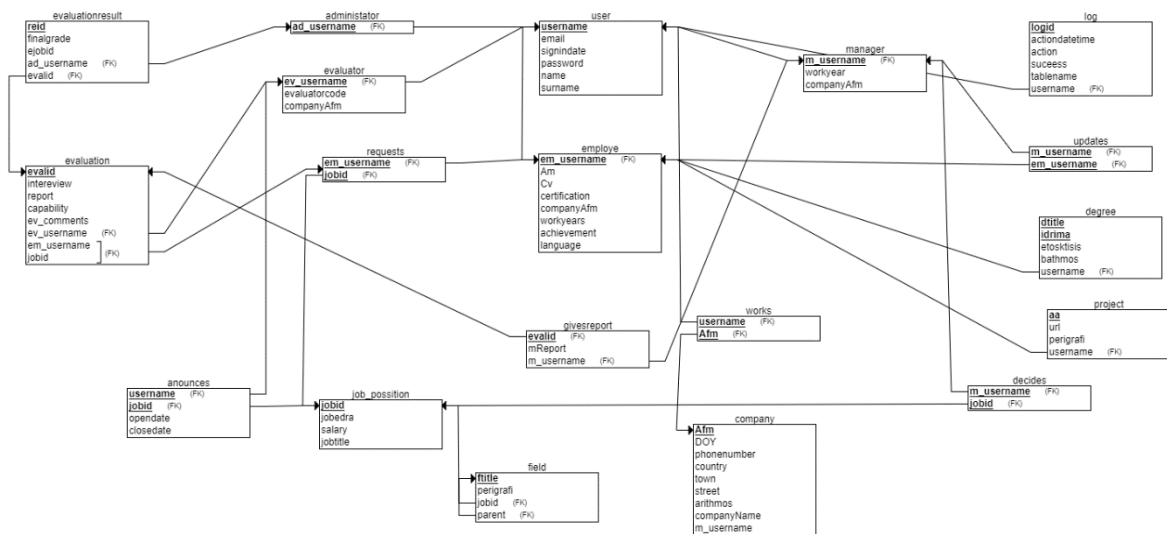 evaluationresult
reid
finalgrade
ejobid
ad_username (FK)
evalid (FK)
administator
ad_username (FK)
user
username
email
signindate
password
name
surname
manager
m_username (FK)
workyear
companyAfm
log
logid
actiondatetime
action
suceess
tablename
username (FK)
evaluator
ev_username (FK)
evaluatorcode
companyAfm
evaluation
evalid
intereview
report
capability
ev_comments
ev_username (FK)
em_username
jobid
(FK)
requests
em_username (FK)
jobid (FK)
employe
em_username (FK)
Am
Cv
certification
companyAfm
workyears
achievement
language
updates
m_username (FK)
em_username (FK)
degree
dtitle
idrima
etosktisis
bathmos
username (FK)
project
aa
url
perigrafi
username (FK)
givesreport
evalid (FK)
mReport
m_username (FK)
works
username (FK)
Afm (FK)
anounces
username (FK)
jobid (FK)
opendate
closedate
job_possition
jobid
jobedra
salary
jobtitle
decides
m_username (FK)
jobid (FK)
field
ftitle
perigrafi
jobid (FK)
parent (FK)
company
Afm
DOY
phonenumber
country
town
street
arithmos
companyName
m_username